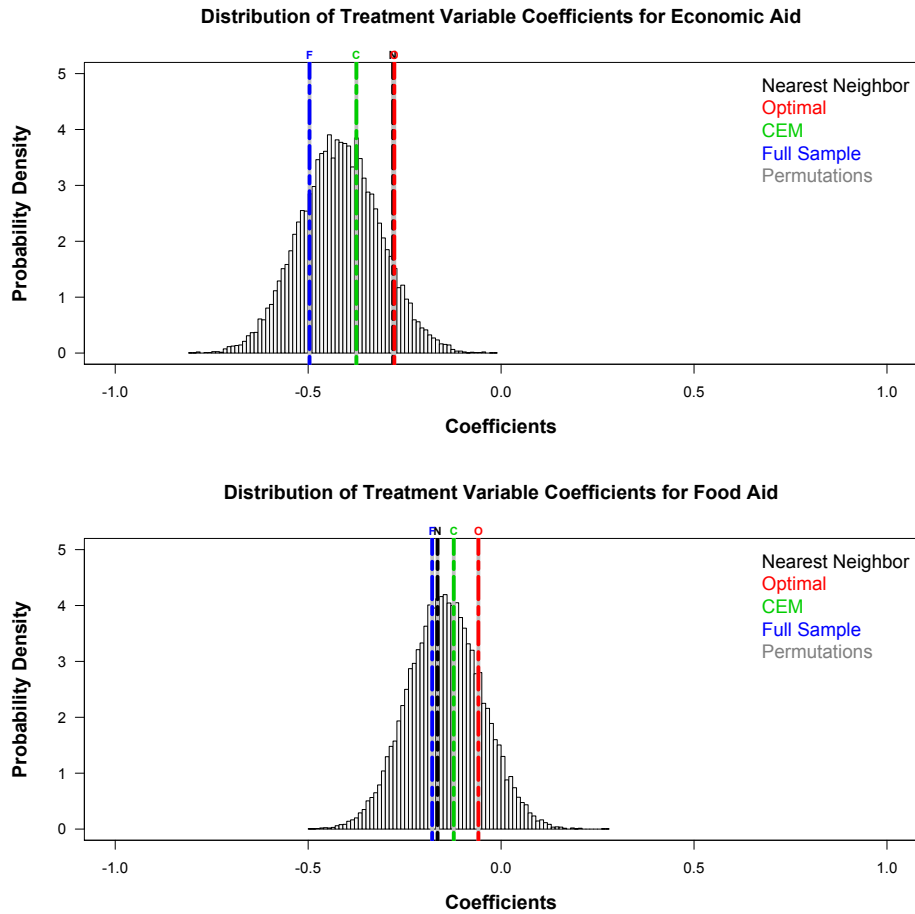 Distribution of Treatment Variable Coefficients for Economic Aid
F C N O
5
4
3
2
1
0
Probability Density
Nearest Neighbor
Optimal
CEM
Full Sample
Permutations
-1.0 -0.5 0.0 0.5 1.0
Coefficients
Distribution of Treatment Variable Coefficients for Food Aid
F N C O
5
4
3
2
1
0
Probability Density
Nearest Neighbor
Optimal
CEM
Full Sample
Permutations
-1.0 -0.5 0.0 0.5 1.0
Coefficients